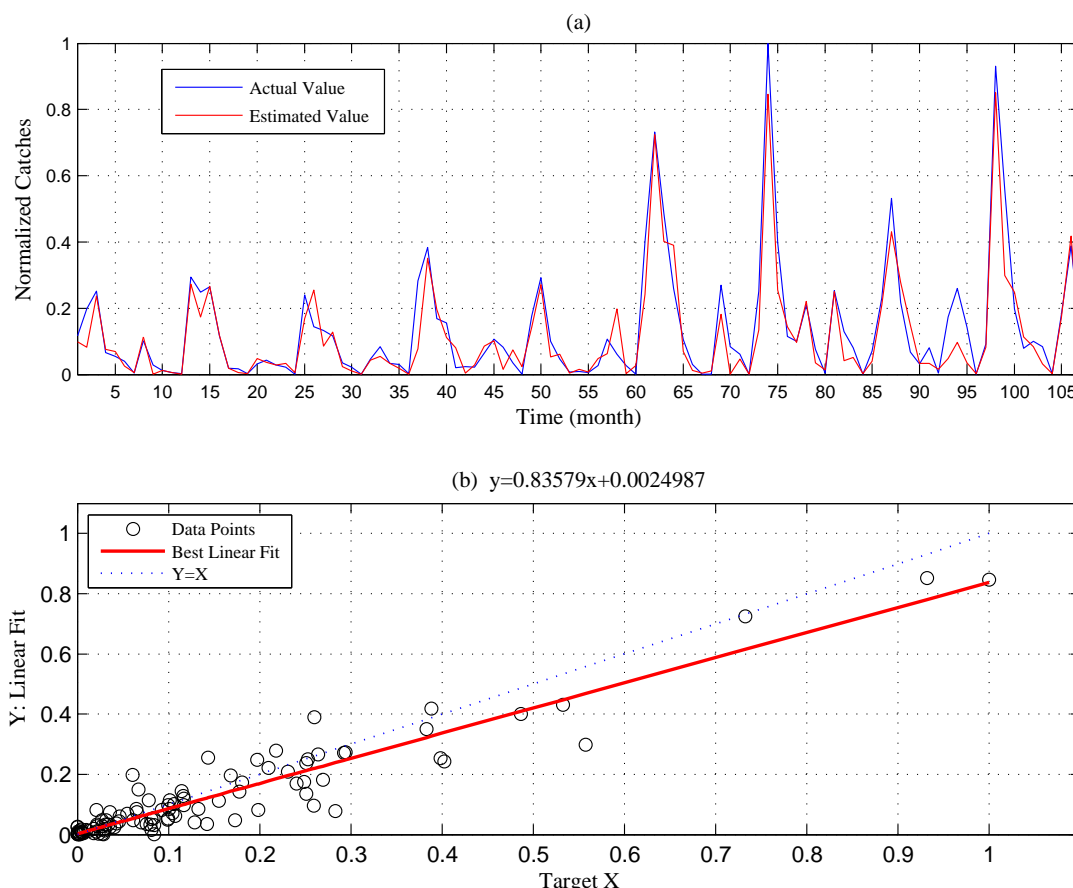 (a)
1
0.8
0.6
0.4
0.2
0
Normalized Catches
Actual Value
Estimated Value
5 10 15 20 25 30 35 40 45 50 55 60 65 70 75 80 85 90 95 100 105
Time (month)
(b) y=0.83579x+0.0024987
1
0.8
0.6
0.4
0.2
0
Y: Linear Fit
Data Points
Best Linear Fit
Y=X
0 0.1 0.2 0.3 0.4 0.5 0.6 0.7 0.8 0.9 1
Target X